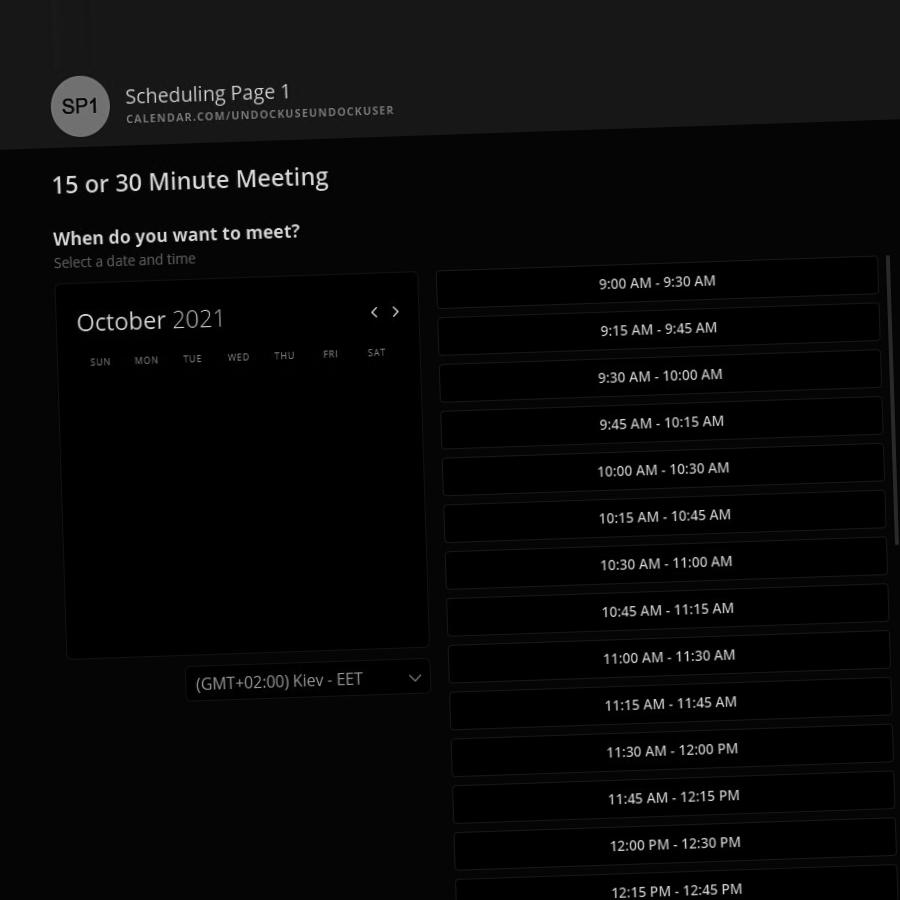 SP1
Scheduling Page 1
CALENDAR.COM/UNDOCKUSEUNDOCKUSER
15 or 30 Minute Meeting
When do you want to meet?
Select a date and time
October 2021
SUN MON TUE WED THU FRI SAT
(GMT+02:00) Kiev - EET
9:00 AM - 9:30 AM
9:15 AM - 9:45 AM
9:30 AM - 10:00 AM
9:45 AM - 10:15 AM
10:00 AM - 10:30 AM
10:15 AM - 10:45 AM
10:30 AM - 11:00 AM
10:45 AM - 11:15 AM
11:00 AM - 11:30 AM
11:15 AM - 11:45 AM
11:30 AM - 12:00 PM
11:45 AM - 12:15 PM
12:00 PM - 12:30 PM
12:15 PM - 12:45 PM